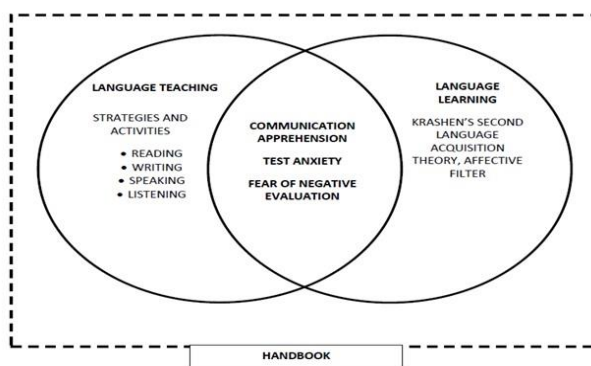 LANGUAGE TEACHING
STRATEGIES AND
ACTIVITIES
• READING
• WRITING
• SPEAKING
• LISTENING
COMMUNICATION
APPREHENSION
TEST ANXIETY
FEAR OF NEGATIVE
EVALUATION
LANGUAGE
LEARNING
KRASHEN'S SECOND
LANGUAGE
ACQUISITION
THEORY, AFFECTIVE
FILTER
HANDBOOK